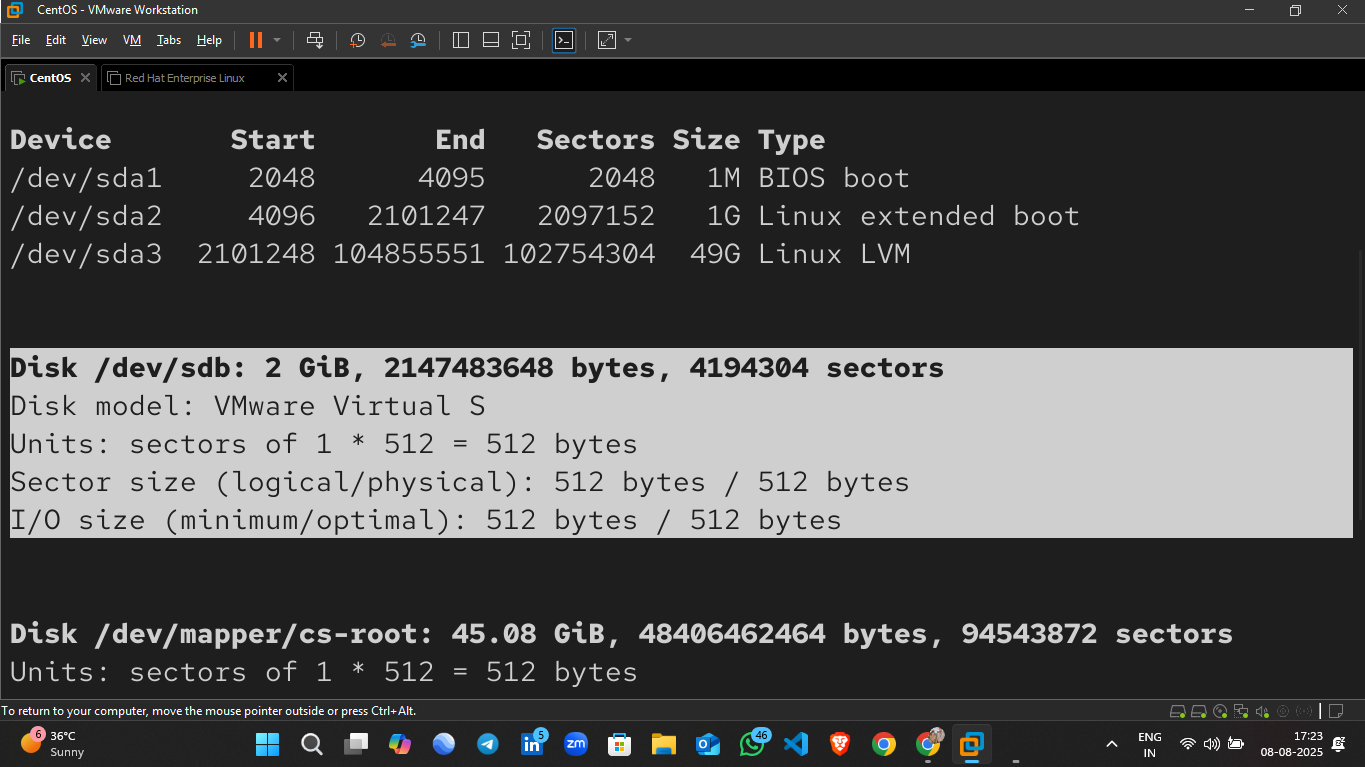 CentOS - VMware Workstation
File Edit View VM Tabs Help
CentOS
Red Hat Enterprise Linux
Device Start End Sectors Size Type
/dev/sda1 2048 4095 2048 1M BIOS boot
/dev/sda2 4096 2101247 2097152 1G Linux extended boot
/dev/sda3 2101248 104855551 102754304 49G Linux LVM
Disk /dev/sdb: 2 GiB, 2147483648 bytes, 4194304 sectors
Disk model: VMware Virtual S
Units: sectors of 1 * 512 = 512 bytes
Sector size (logical/physical): 512 bytes / 512 bytes
I/O size (minimum/optimal): 512 bytes / 512 bytes
Disk /dev/mapper/cs-root: 45.08 GiB, 48406462464 bytes, 94543872 sectors
Units: sectors of 1 * 512 = 512 bytes
To return to your computer, move the mouse pointer outside or press Ctrl+Alt.
6
36°C
Sunny
in
5
zm
46
ENG
IN
17:23
08-08-2025